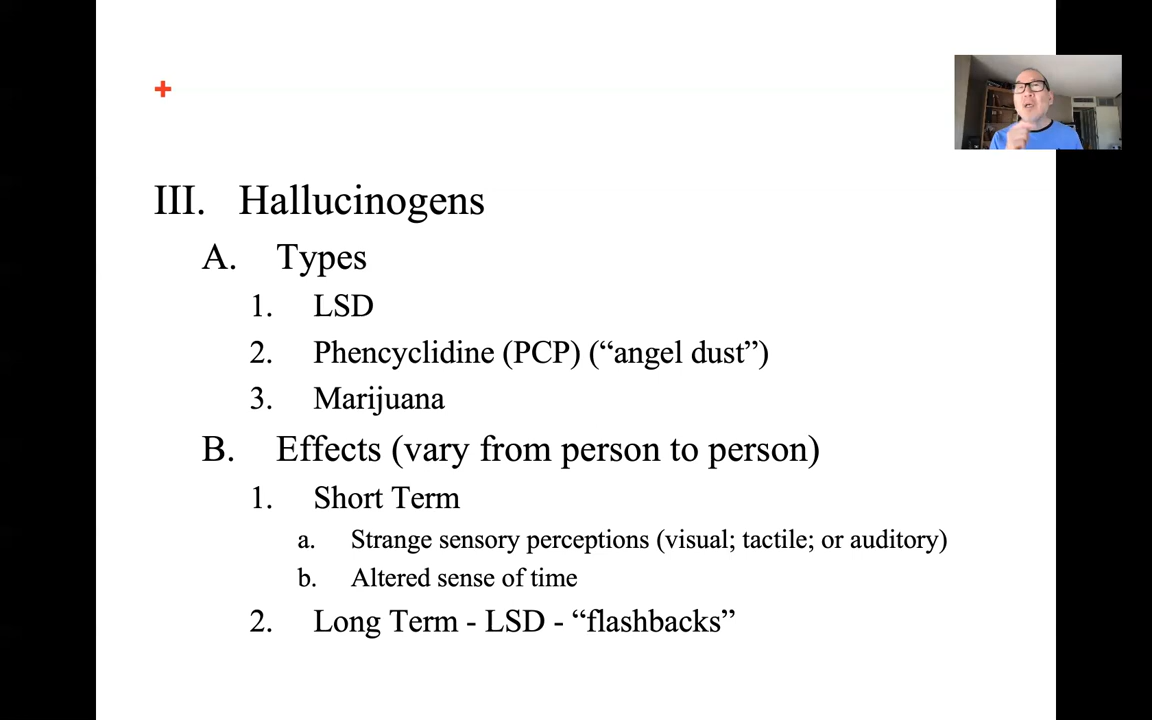 III. Hallucinogens
A. Types
1. LSD
2. Phencyclidine (PCP) (“angel dust”)
3. Marijuana
B. Effects (vary from person to person)
1. Short Term
a. Strange sensory perceptions (visual; tactile; or auditory)
b. Altered sense of time
2. Long Term - LSD - “flashbacks”